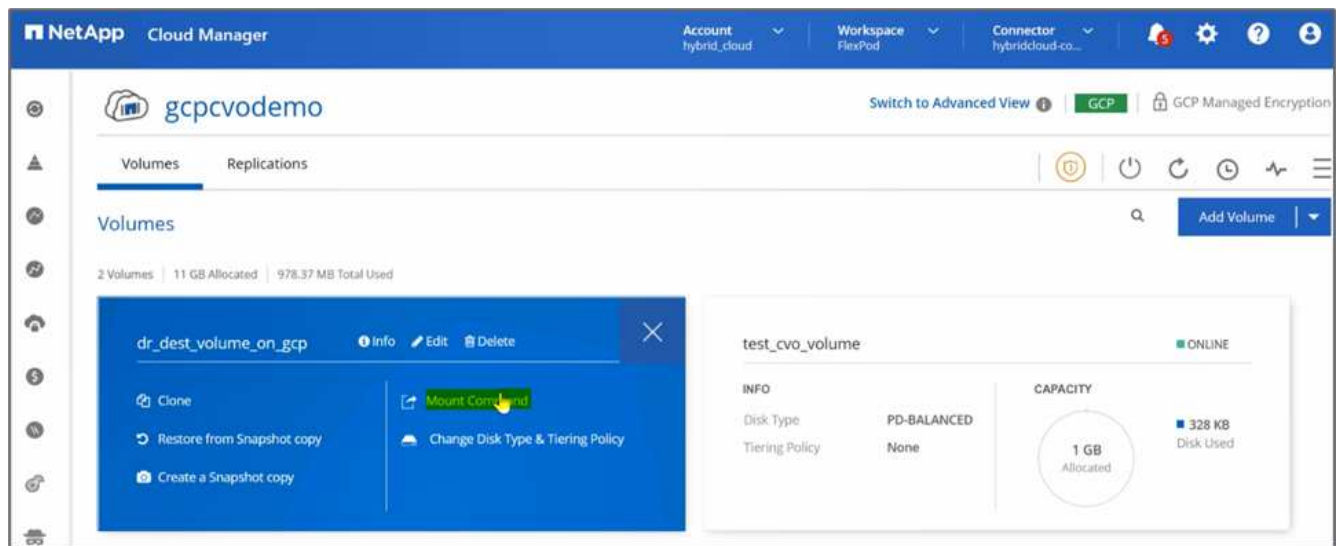 NetApp Cloud Manager
Account
hybrid_cloud
Workspace
FlexPod
Connector
hybridcloud-co...
5
gcpcvodemo
Switch to Advanced View
GCP
GCP Managed Encryption
Volumes
Replications
Volumes
Add Volume
2 Volumes | 11 GB Allocated | 978.37 MB Total Used
dr_dest_volume_on_gcp
Info
Edit
Delete
Clone
Restore from Snapshot copy
Create a Snapshot copy
Mount Command
Change Disk Type & Tiering Policy
test_cvo_volume
ONLINE
INFO
Disk Type PD-BALANCED
Tiering Policy None
CAPACITY
1 GB
Allocated
328 KB
Disk Used